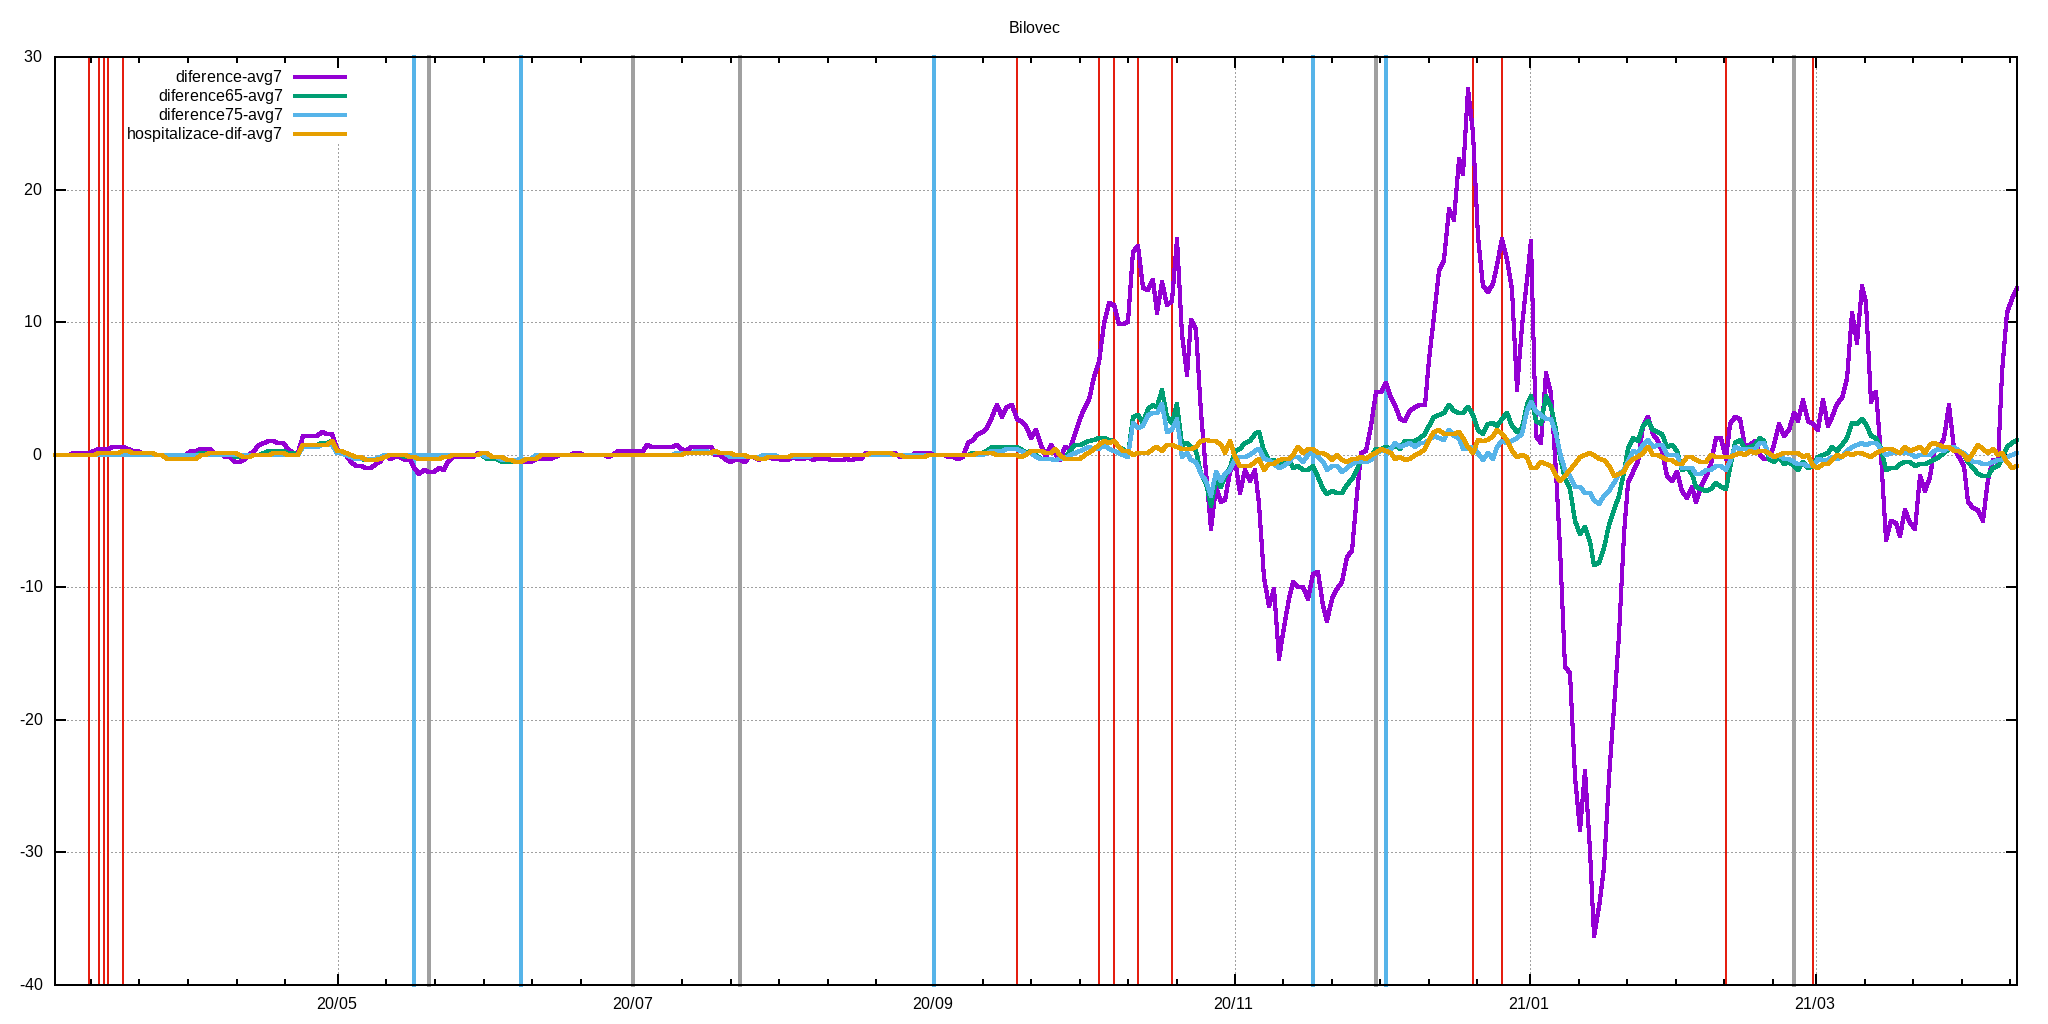 Bilovec
diference-avg7
diference65-avg7
diference75-avg7
hospitalizace-dif-avg7
30
20
10
0
-10
-20
-30
-40
20/05 20/07 20/09 20/11 21/01 21/03